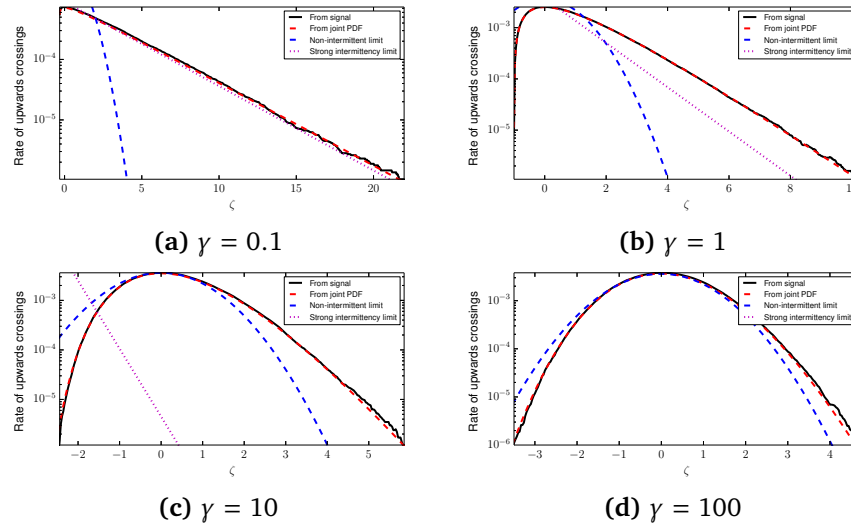 From signal
From joint PDF
Non-intermittent limit
Strong intermittency limit
Rate of upwards crossings
10⁻⁴
10⁻⁵
0 5 10 15 20
ζ
(a) γ = 0.1
From signal
From joint PDF
Non-intermittent limit
Strong intermittency limit
Rate of upwards crossings
10⁻³
10⁻⁴
10⁻⁵
0 2 4 6 8 10
ζ
(b) γ = 1
From signal
From joint PDF
Non-intermittent limit
Strong intermittency limit
Rate of upwards crossings
10⁻³
10⁻⁴
10⁻⁵
−2 −1 0 1 2 3 4 5
ζ
(c) γ = 10
From signal
From joint PDF
Non-intermittent limit
Strong intermittency limit
Rate of upwards crossings
10⁻³
10⁻⁴
10⁻⁵
10⁻⁶
−3 −2 −1 0 1 2 3 4
ζ
(d) γ = 100